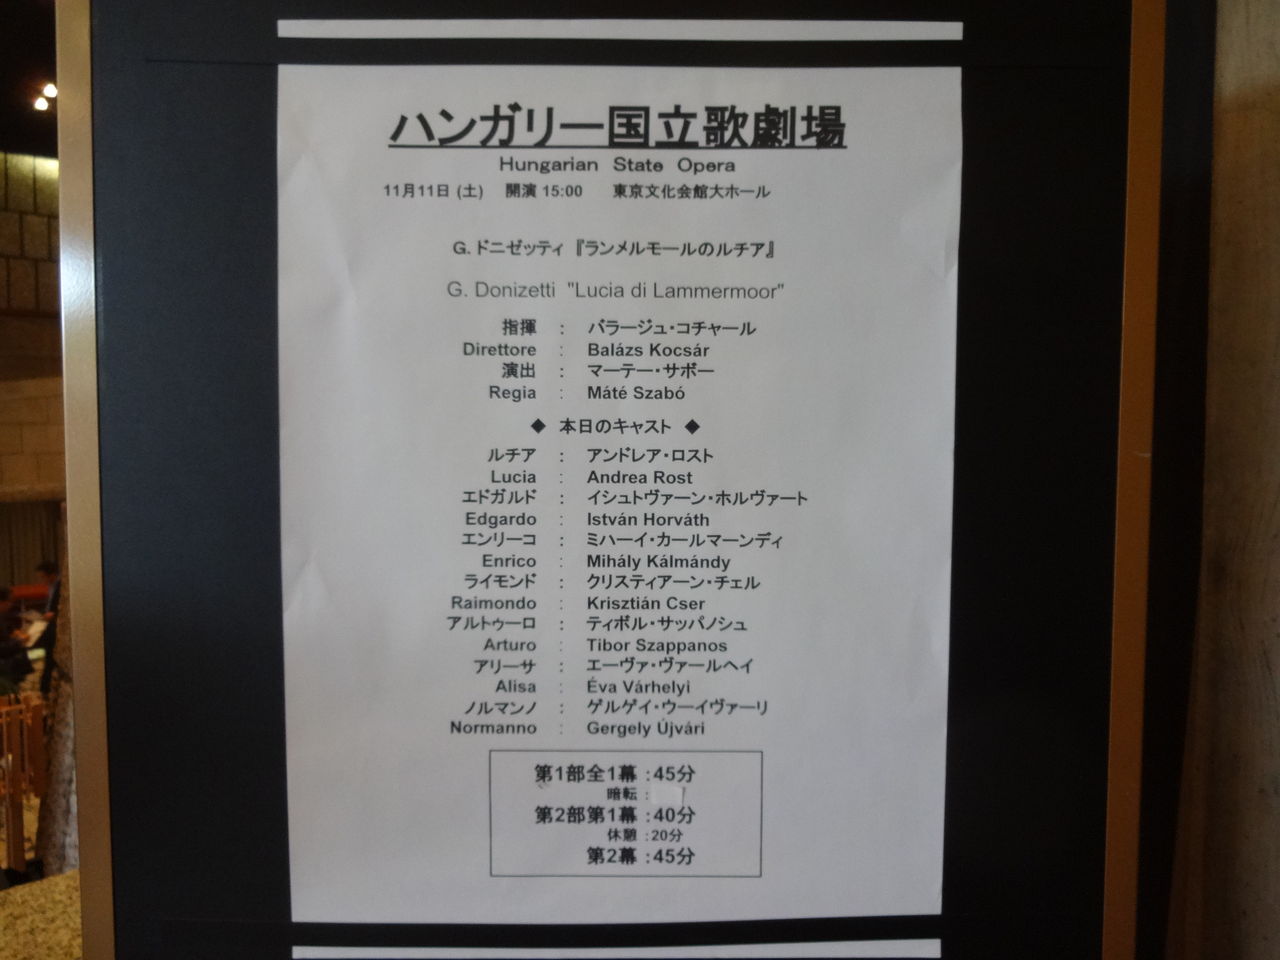 ハンガリー国立歌劇場
Hungarian State Opera
11月11日 (土) 開演 15:00 東京文化会館大ホール
G. ドニゼッティ 『ランメルモールのルチア』
G. Donizetti "Lucia di Lammermoor"
指揮 : バラージュ・コチャール
Direttore : Balázs Kocsár
演出 : マーテー・サボー
Regia : Máté Szabó
◆ 本日のキャスト ◆
ルチア : アンドレア・ロスト
Lucia : Andrea Rost
エドガルド : イシュトヴァーン・ホルヴァート
Edgardo : István Horváth
エンリーコ : ミハーイ・カールマーンディ
Enrico : Mihály Kálmándy
ライモンド : クリスティアーン・チェル
Raimondo : Krisztián Cser
アルトゥーロ : ティボル・サッパノシュ
Arturo : Tibor Szappanos
アリーサ : エーヴァ・ヴァールヘイ
Alisa : Éva Várhelyi
ノルマンノ : ゲルゲイ・ウーイヴァーリ
Normanno : Gergely Újvári
第1部全1幕 :45分
暗転 :
第2部第1幕 :40分
休憩 :20分
第2幕 :45分